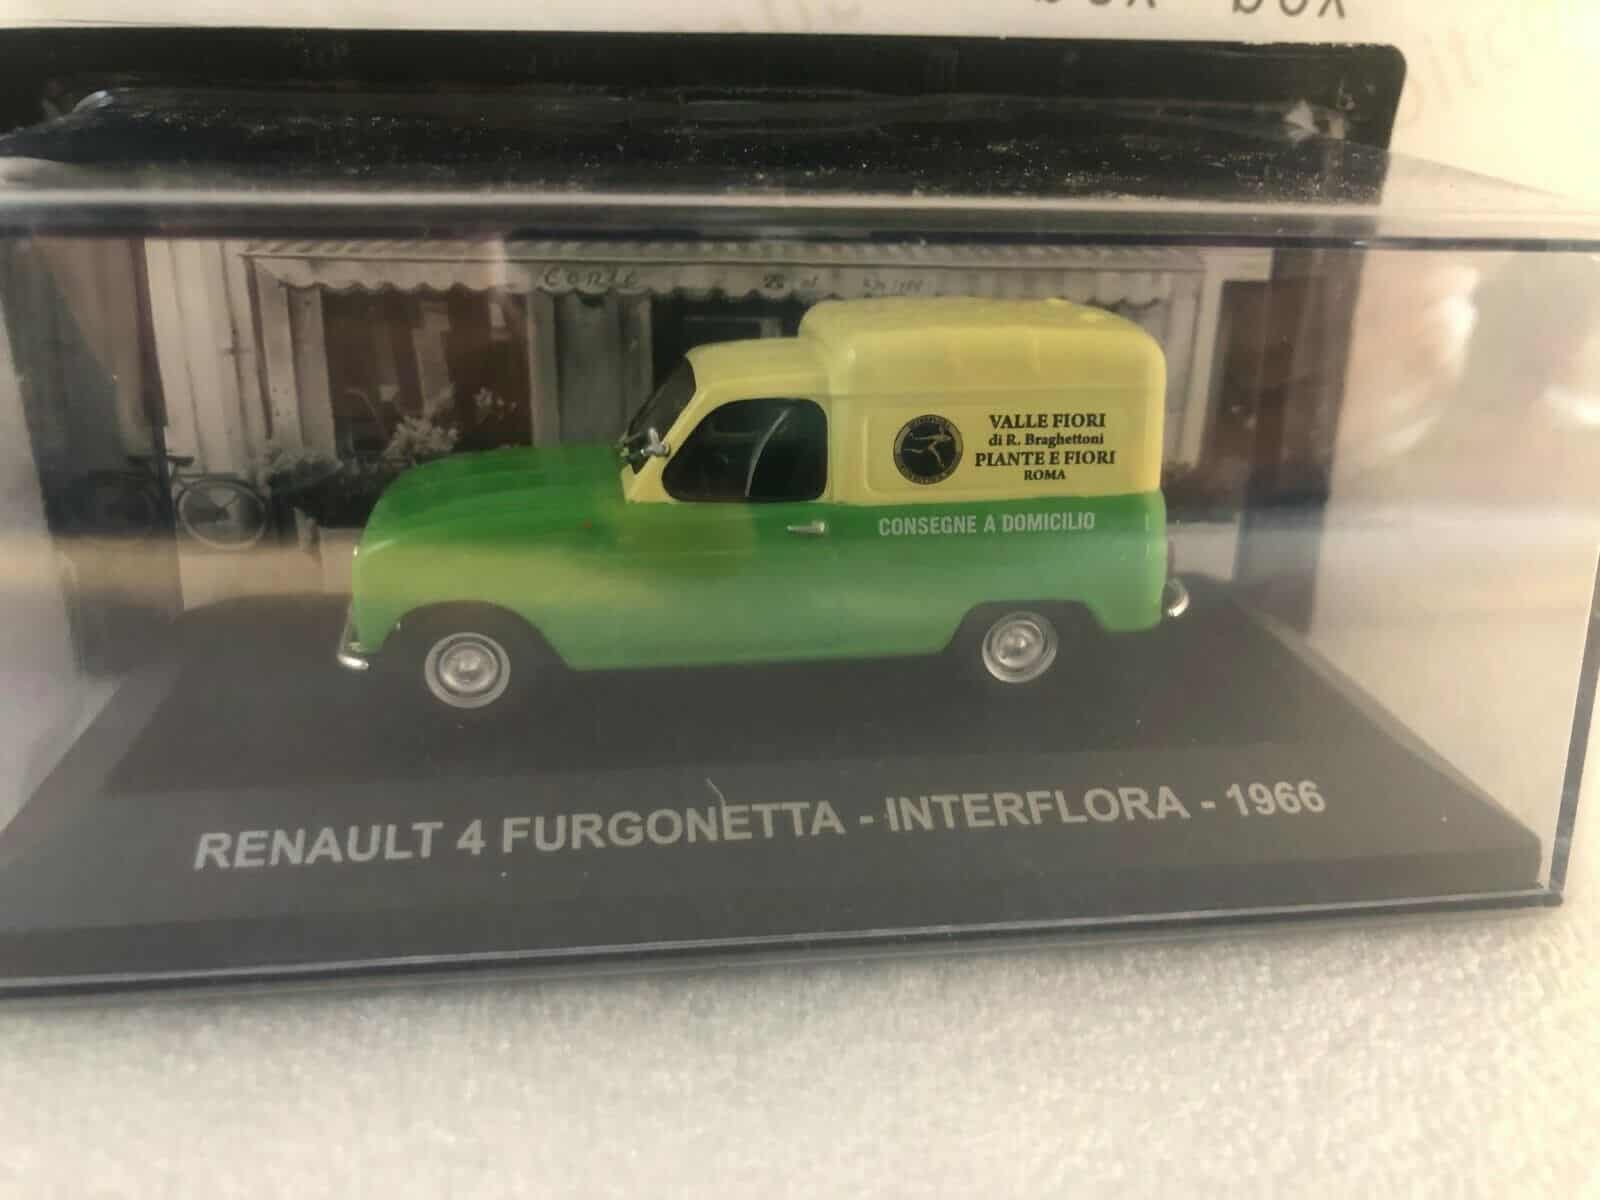 VALLE FIORI
di R. Braghettoni
PIANTE E FIORI
ROMA
CONSEGNE A DOMICILIO
RENAULT 4 FURGONETTA - INTERFLORA - 1966